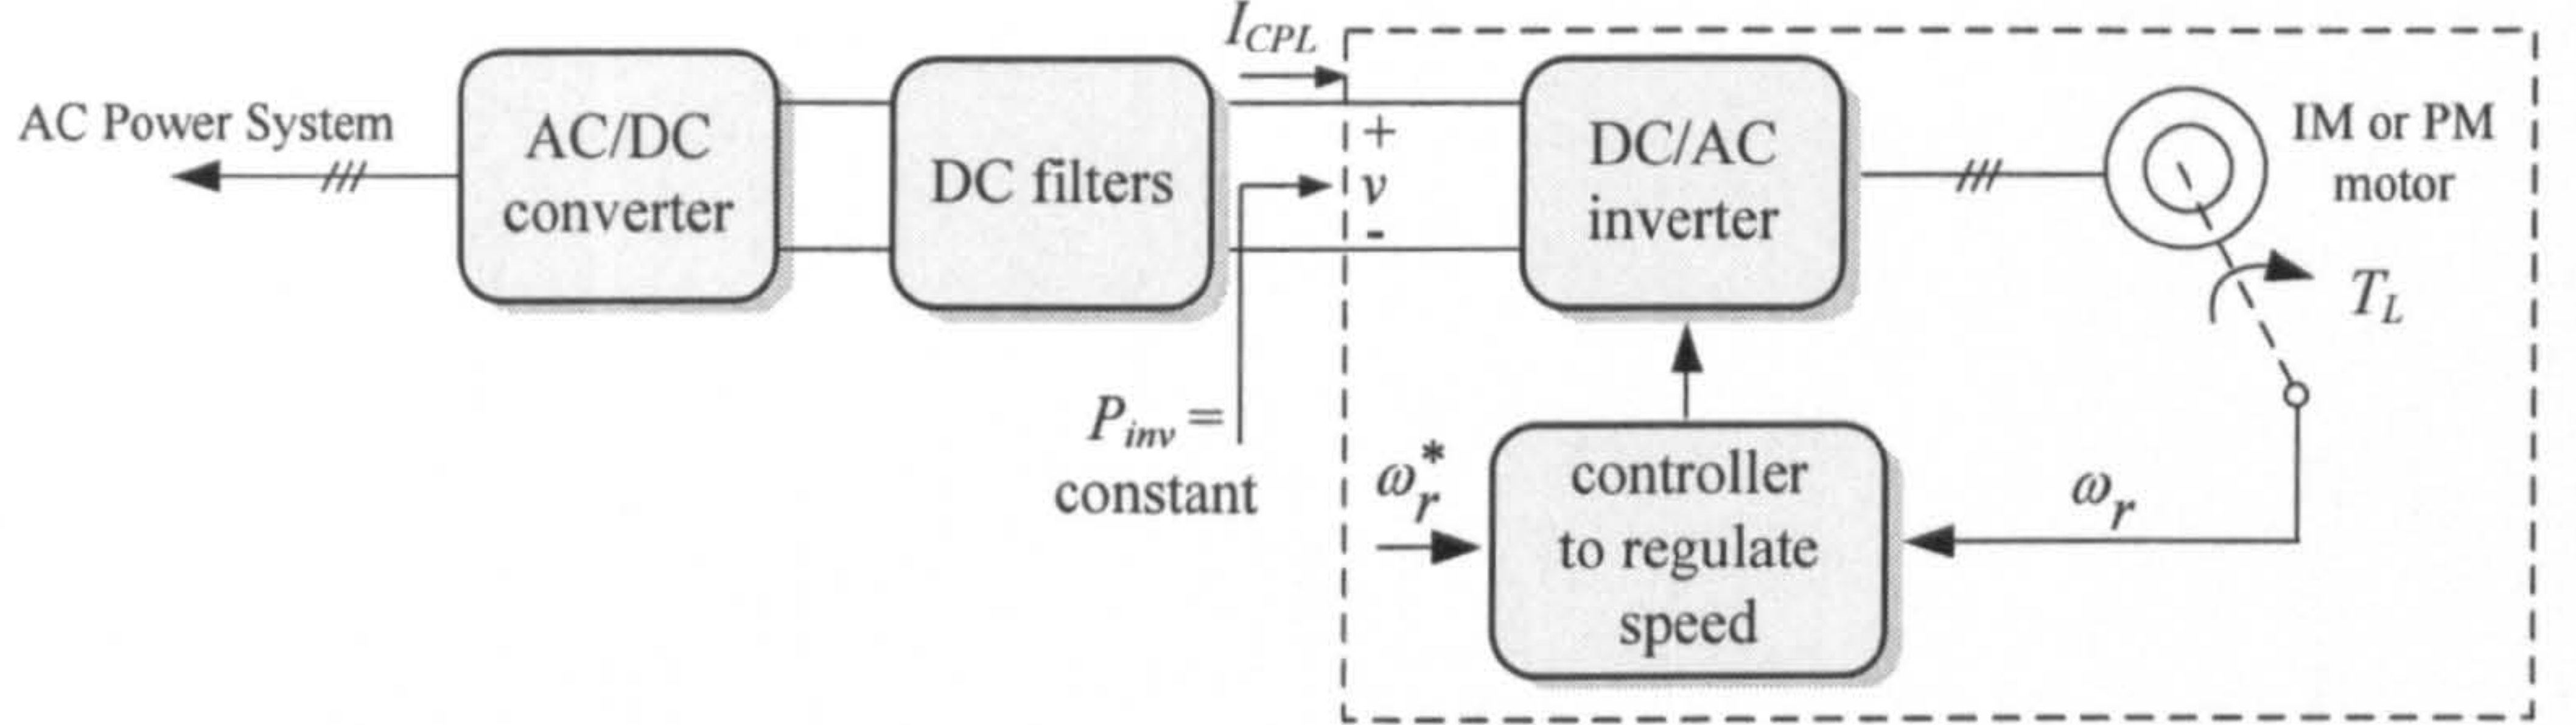 I_CPL
AC Power System
AC/DC
converter
DC filters
+
v
-
DC/AC
inverter
IM or PM
motor
T_L
P_inv =
constant
ω_r^*
controller
to regulate
speed
ω_r